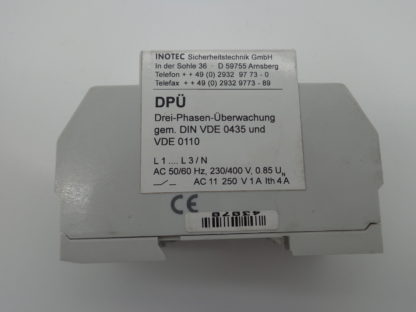 INOTEC Sicherheitstechnik GmbH
In der Sohle 36 · D 59755 Arnsberg
Telefon + + 49 (0) 2932 97 73 - 0
Telefax + + 49 (0) 2932 9773 - 89
DPÜ
Drei-Phasen-Überwachung
gem. DIN VDE 0435 und
VDE 0110
L 1 .... L 3 / N
AC 50/60 Hz, 230/400 V, 0.85 UN
AC 11 250 V 1 A Ith 4 A
CE
43070